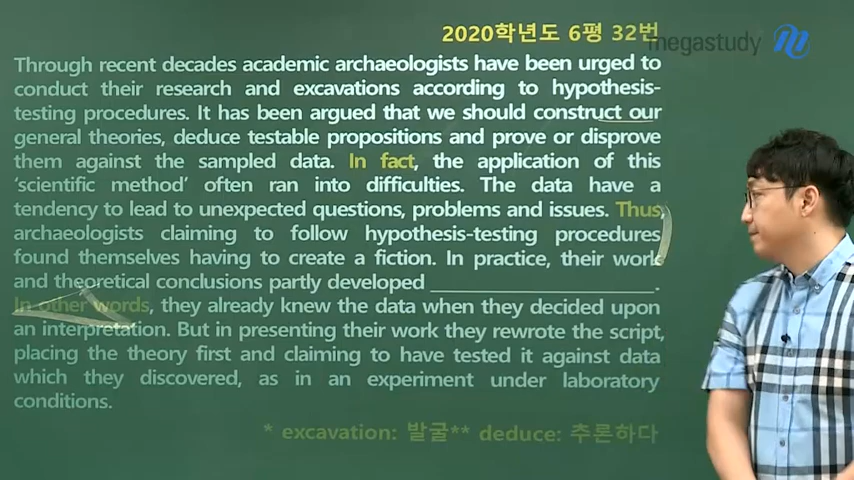 2020학년도 6평 32번
megastudy
Through recent decades academic archaeologists have been urged to
conduct their research and excavations according to hypothesis-
testing procedures. It has been argued that we should construct our
general theories, deduce testable propositions and prove or disprove
them against the sampled data. In fact, the application of this
‘scientific method’ often ran into difficulties. The data have a
tendency to lead to unexpected questions, problems and issues. Thus,
archaeologists claiming to follow hypothesis-testing procedures
found themselves having to create a fiction. In practice, their work
and theoretical conclusions partly developed ____________________.
In other words, they already knew the data when they decided upon
an interpretation. But in presenting their work they rewrote the script,
placing the theory first and claiming to have tested it against data
which they discovered, as in an experiment under laboratory
conditions.
* excavation: 발굴** deduce: 추론하다